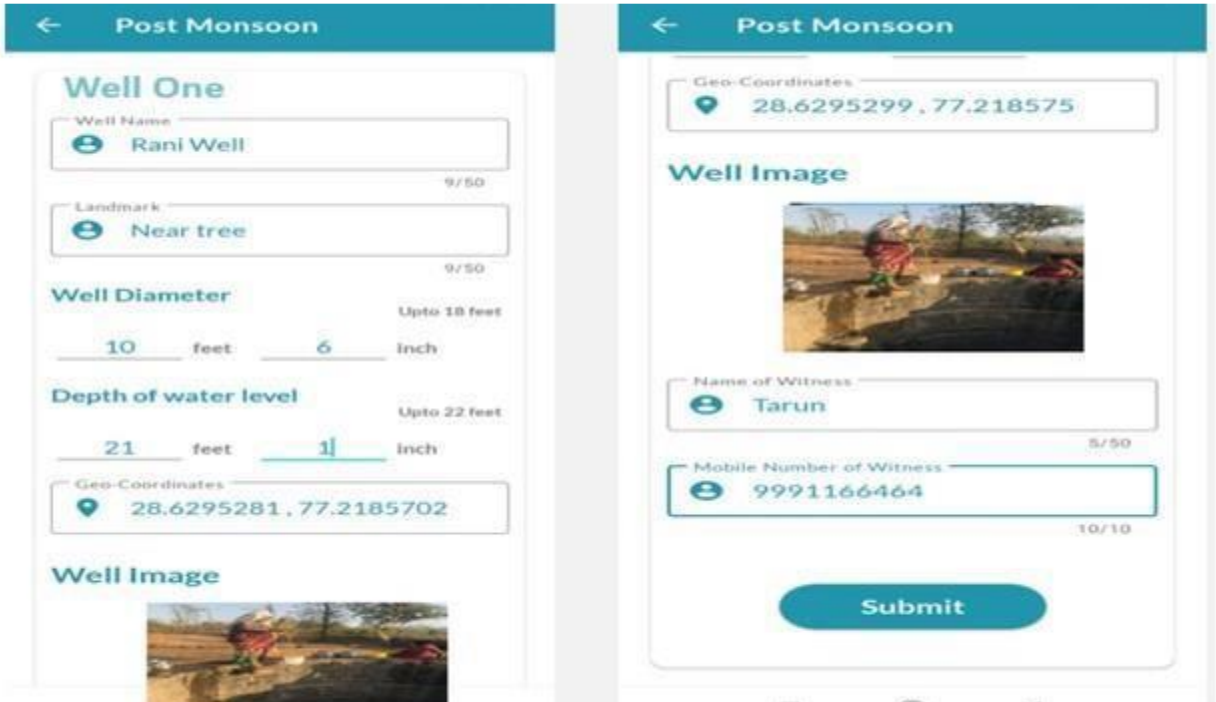 Post Monsoon
Well One
Well Name
Rani Well
9/50
Landmark
Near tree
9/50
Well Diameter
Upto 18 feet
10 feet 6 inch
Depth of water level
Upto 22 feet
21 feet 1 inch
Geo-Coordinates
28.6295281 , 77.2185702
Well Image
Post Monsoon
Geo-Coordinates
28.6295299 , 77.218575
Well Image
Name of Witness
Tarun
5/50
Mobile Number of Witness
9991166464
10/10
Submit